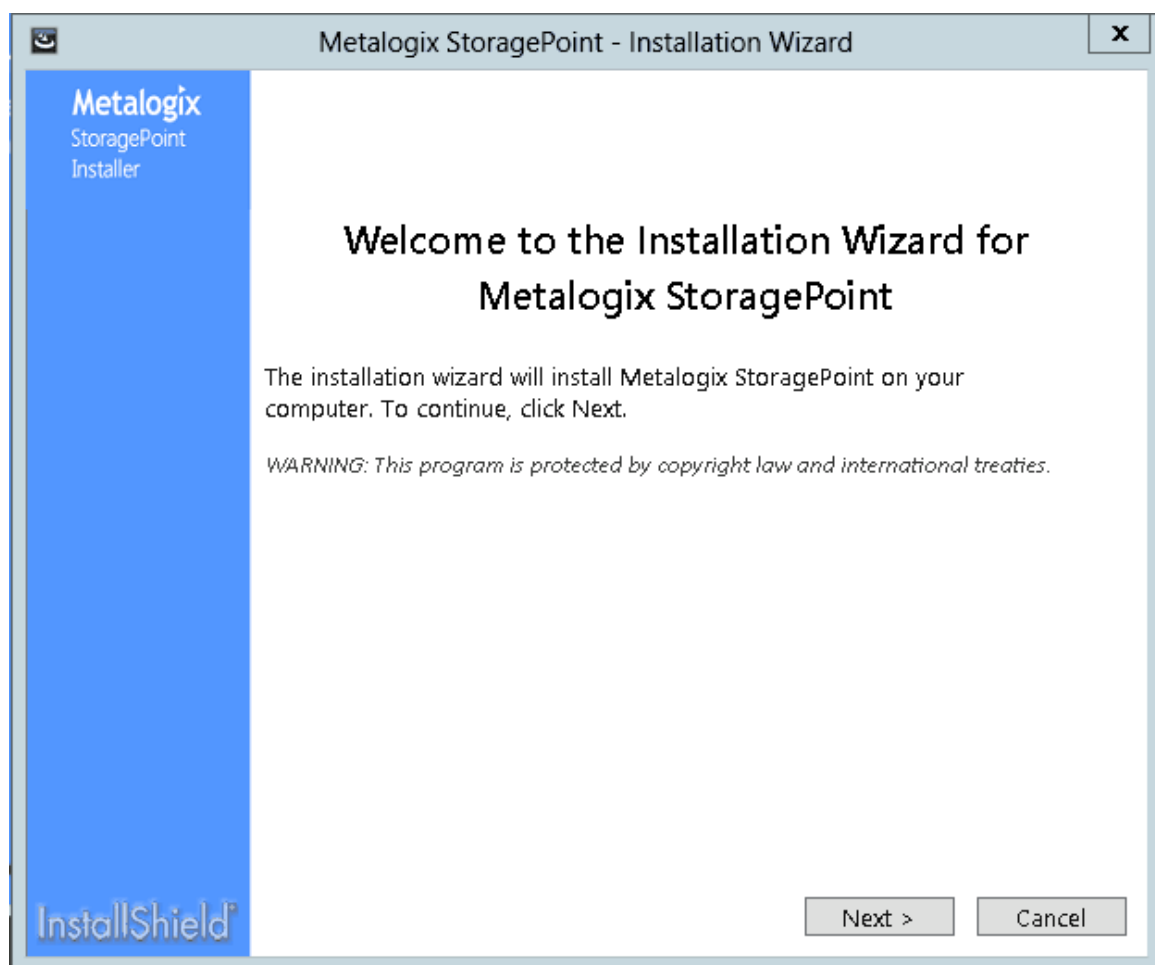 Metalogix StoragePoint - Installation Wizard
x
Metalogix
StoragePoint
Installer
Welcome to the Installation Wizard for
Metalogix StoragePoint
The installation wizard will install Metalogix StoragePoint on your
computer. To continue, click Next.
WARNING: This program is protected by copyright law and international treaties.
InstallShield®
Next >
Cancel